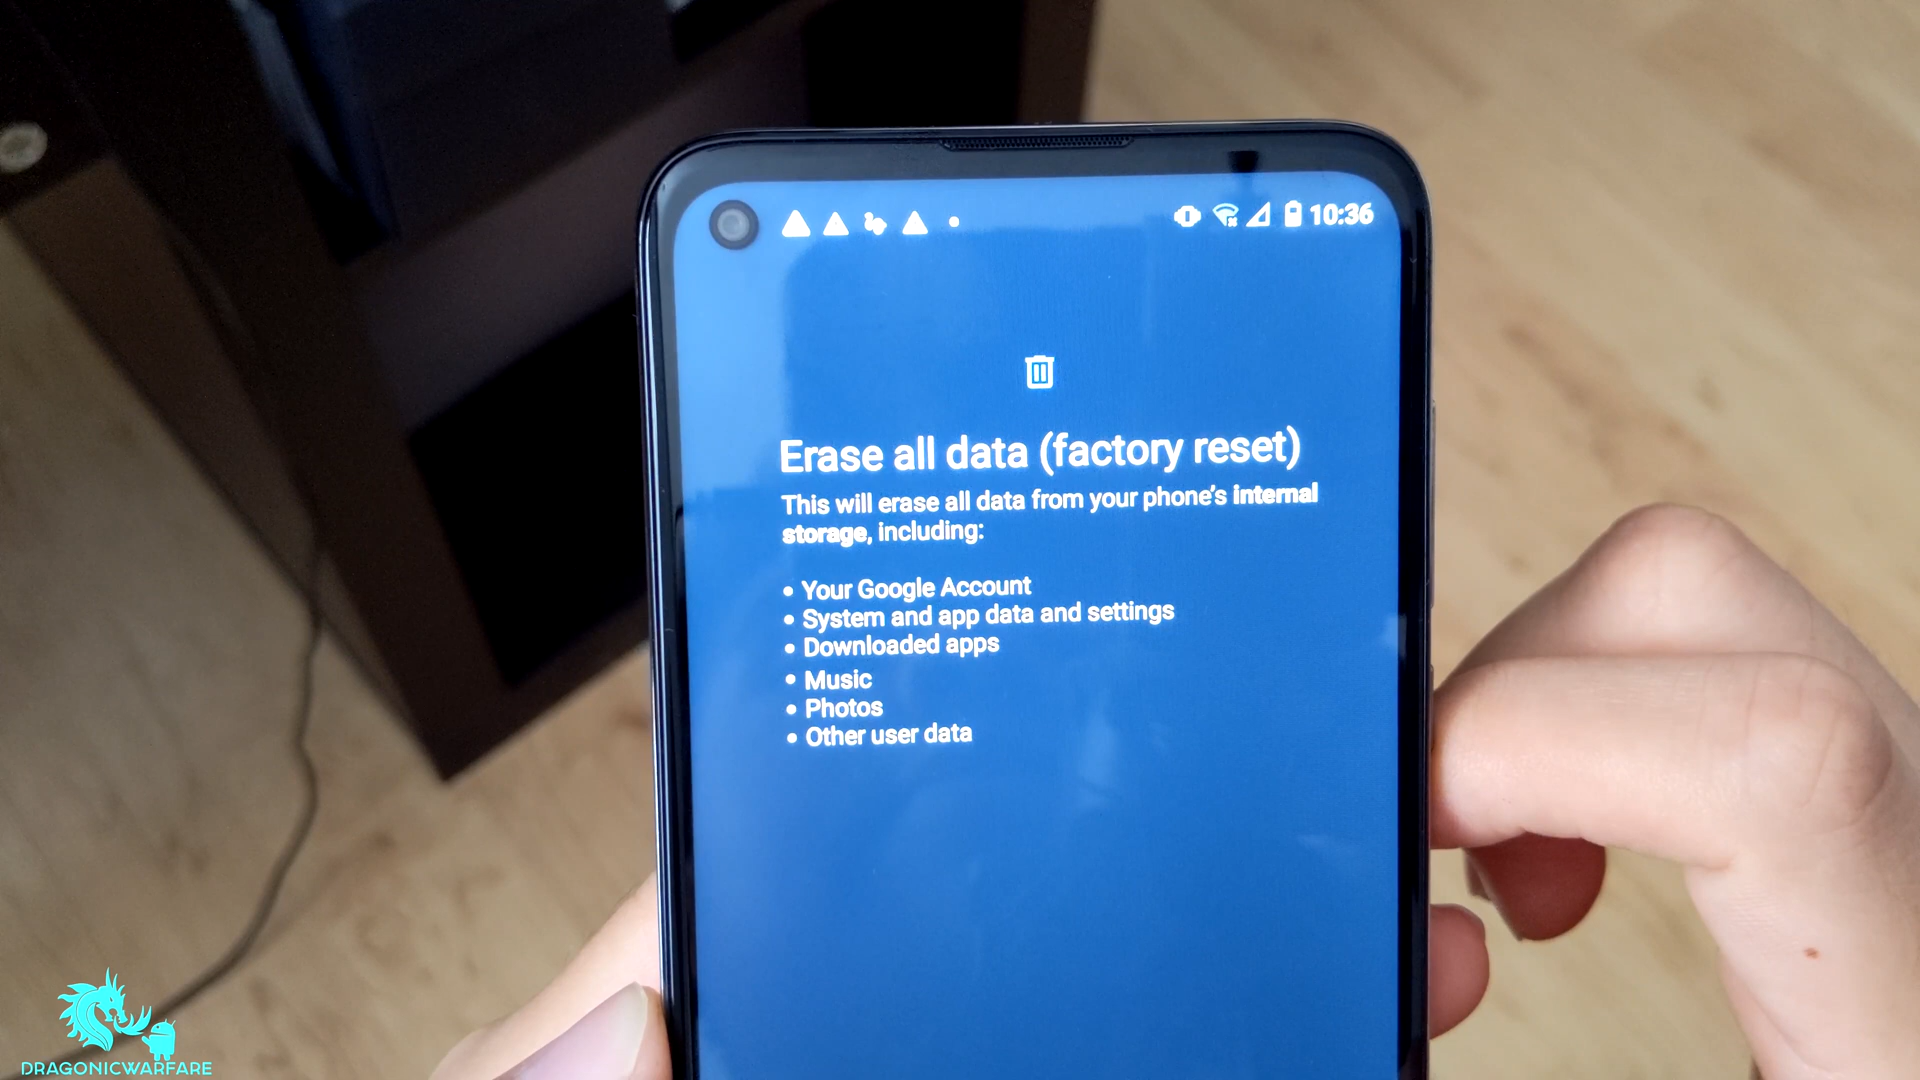 10:36
Erase all data (factory reset)
This will erase all data from your phone's internal
storage, including:
• Your Google Account
• System and app data and settings
• Downloaded apps
• Music
• Photos
• Other user data
DRAGONICWARFARE